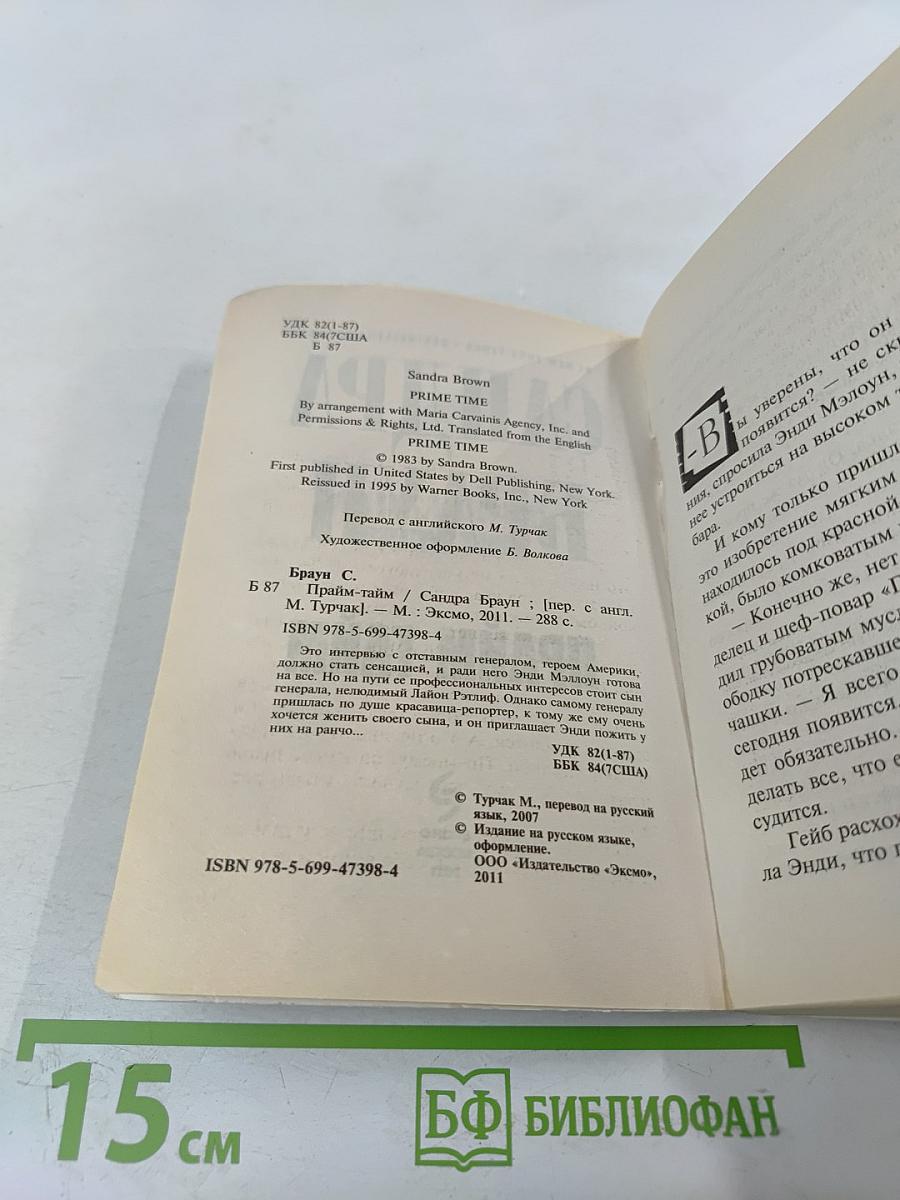 УДК 82(1-87)
ББК 84(7США
Б 87
Sandra Brown
PRIME TIME
By arrangement with Maria Carvainis Agency, Inc. and
Permissions & Rights, Ltd. Translated from the English
PRIME TIME
© 1983 by Sandra Brown.
First published in United States by Dell Publishing, New York.
Reissued in 1995 by Warner Books, Inc., New York
Перевод с английского М. Турчак
Художественное оформление Б. Волкова
Браун С.
Б 87 Прайм-тайм / Сандра Браун ; [пер. с англ.
М. Турчак]. — М. : Эксмо, 2011. — 288 с.
ISBN 978-5-699-47398-4
Это интервью с отставным генералом, героем Америки,
должно стать сенсацией, и ради него Энди Мэллоун готова
на все. Но на пути ее профессиональных интересов стоит сын
генерала, нелюдимый Лайон Рэтлиф. Однако самому генералу
пришлась по душе красавица-репортер, к тому же ему очень
хочется женить своего сына, и он приглашает Энди пожить у
них на ранчо...
УДК 82(1-87)
ББК 84(7США)
© Турчак М., перевод на русский
язык, 2007
© Издание на русском языке,
оформление.
ООО «Издательство «Эксмо»,
2011
ISBN 978-5-699-47398-4
-Вы уверены, что он
появится? — не
ния, спросила Энди Мэлоун,
нее устроиться на высоком
бара.
И кому только пришл
это изобретение мягким
находилось под красной
кой, было комковатым
— Конечно же, нет
делец и шеф-повар
дил грубоватым
ободку потрескавше
чашки. — Я всего
сегодня появится.
дет обязательно.
делать все, что
судится.
Гейб
ла Энди, что
15 см
БФ БИБЛИОФАН